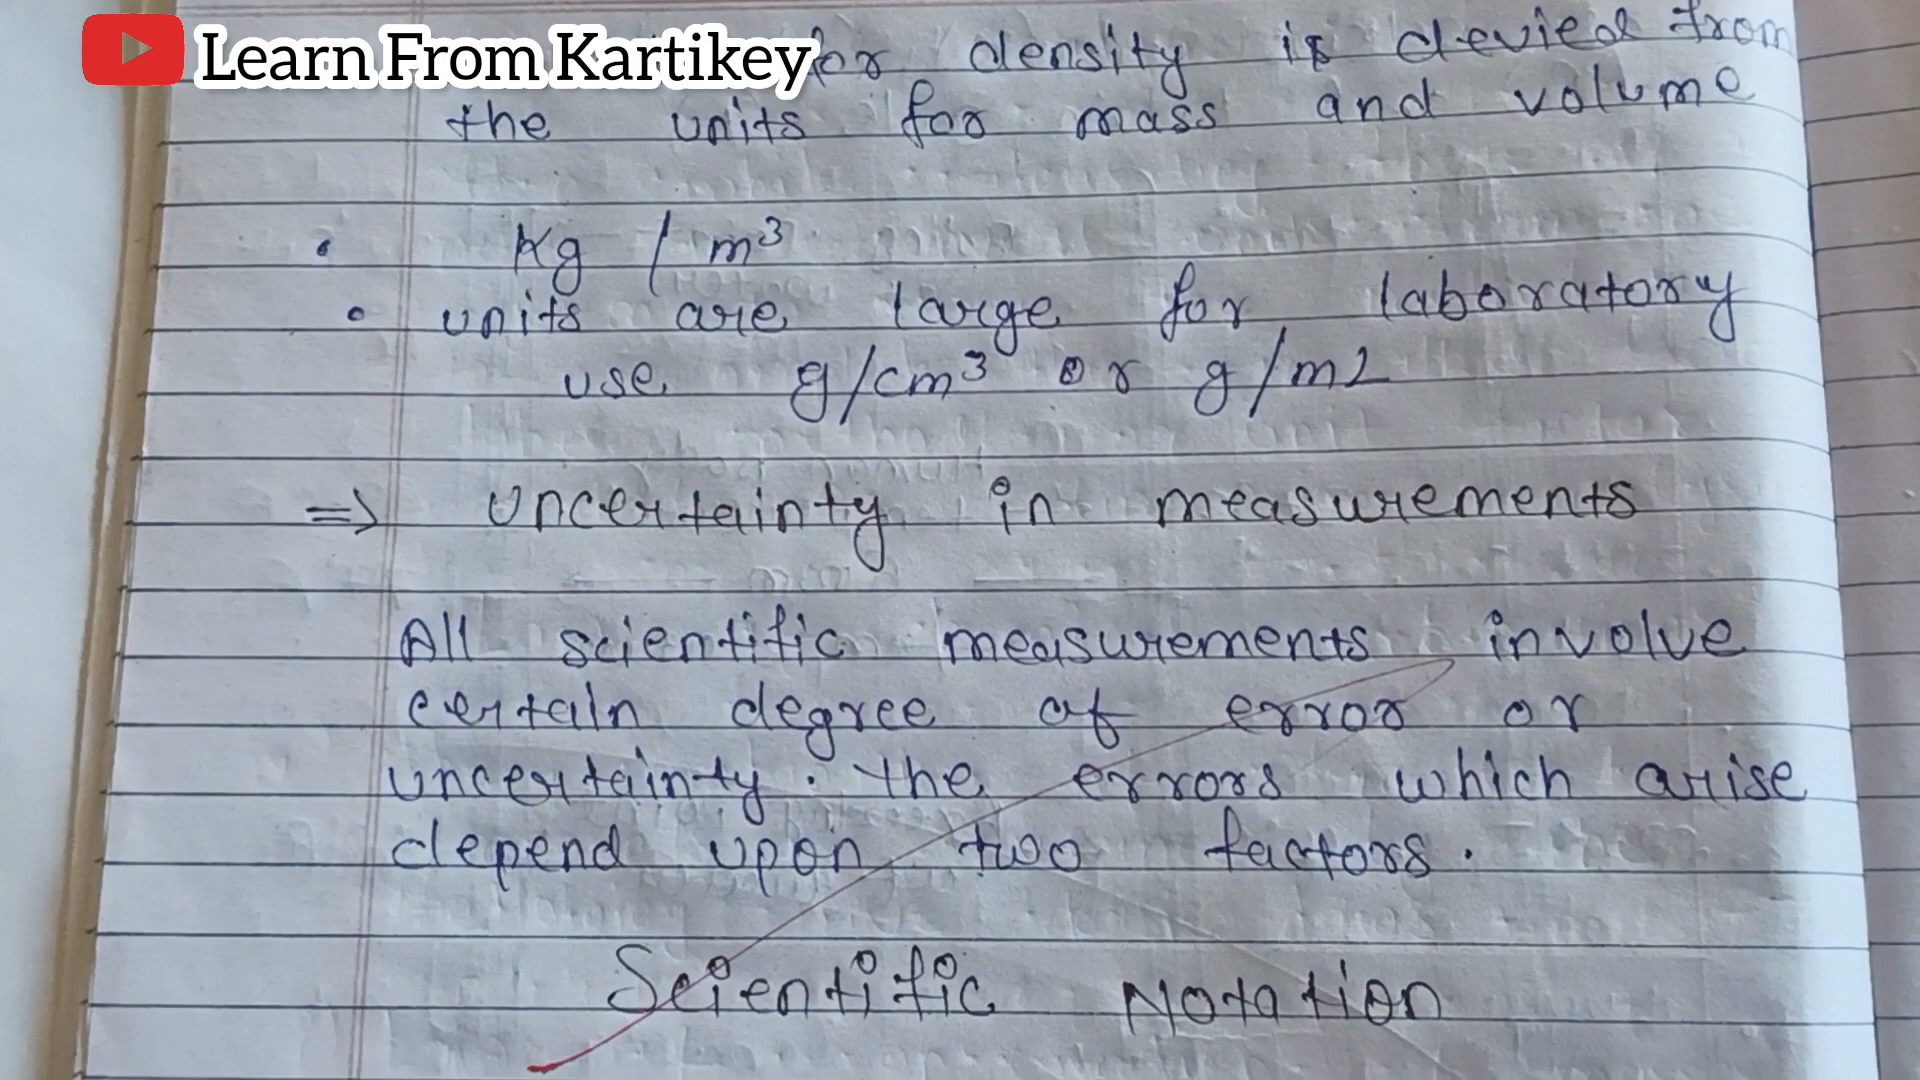 Learn From Kartikey
for density is devied from
the units for mass and volume
• Kg / m³
• units are large for laboratory
use g/cm³ or g/m2
=> uncertainty in measurements
All scientific measurements involve
certain degree of error or
uncertainty. the errors which arise
depend upon two factors.
Scientific Notation